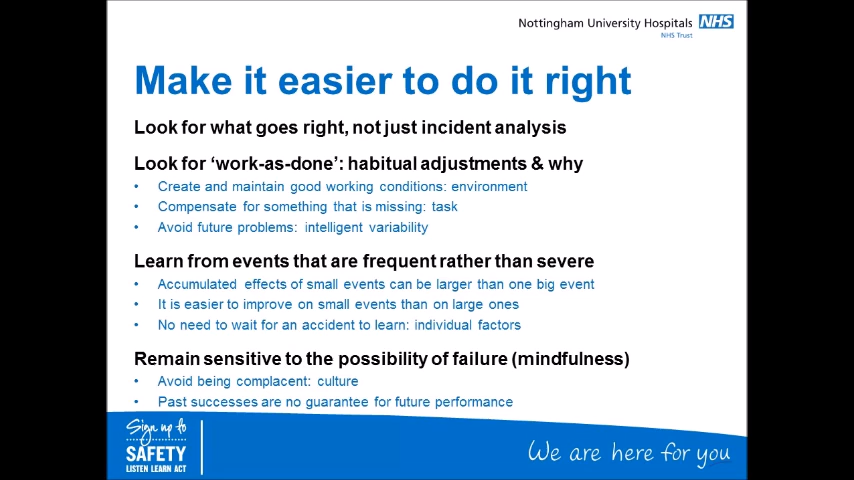 Nottingham University Hospitals NHS
NHS Trust
Make it easier to do it right
Look for what goes right, not just incident analysis
Look for ‘work-as-done’: habitual adjustments & why
• Create and maintain good working conditions: environment
• Compensate for something that is missing: task
• Avoid future problems: intelligent variability
Learn from events that are frequent rather than severe
• Accumulated effects of small events can be larger than one big event
• It is easier to improve on small events than on large ones
• No need to wait for an accident to learn: individual factors
Remain sensitive to the possibility of failure (mindfulness)
• Avoid being complacent: culture
• Past successes are no guarantee for future performance
Sign up to
SAFETY
LISTEN LEARN ACT
We are here for you